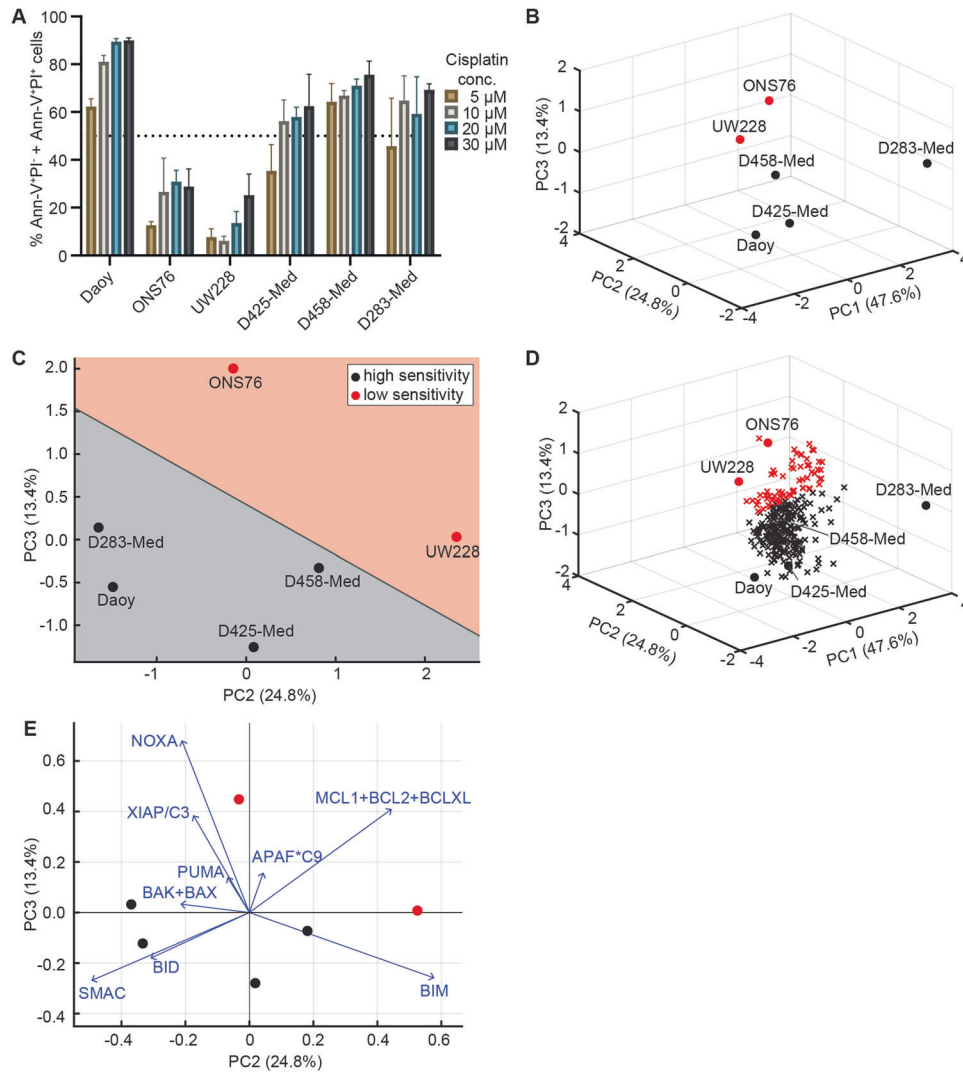 A
% Ann-V⁺PI⁻ + Ann-V⁺PI⁺ cells
100
80
60
40
20
0
Cisplatin
conc.
5 µM
10 µM
20 µM
30 µM
Daoy
ONS76
UW228
D425-Med
D458-Med
D283-Med
B
PC3 (13.4%)
2
1
0
-1
-2
4
2
0
-2
PC2 (24.8%)
-4
-2
0
2
4
PC1 (47.6%)
ONS76
UW228
D458-Med
D283-Med
D425-Med
Daoy
C
PC3 (13.4%)
2.0
1.5
1.0
0.5
0.0
-0.5
-1.0
-1
0
1
2
PC2 (24.8%)
high sensitivity
low sensitivity
ONS76
D283-Med
UW228
D458-Med
Daoy
D425-Med
D
PC3 (13.4%)
2
1
0
-1
-2
4
2
0
-2
PC2 (24.8%)
-4
-2
0
2
4
PC1 (47.6%)
ONS76
UW228
D283-Med
D458-Med
Daoy
D425-Med
E
PC3 (13.4%)
0.6
0.4
0.2
0.0
-0.2
-0.4
-0.4
-0.2
0
0.2
0.4
0.6
PC2 (24.8%)
NOXA
XIAP/C3
MCL1+BCL2+BCLXL
APAF*C9
PUMA
BAK+BAX
BID
SMAC
BIM